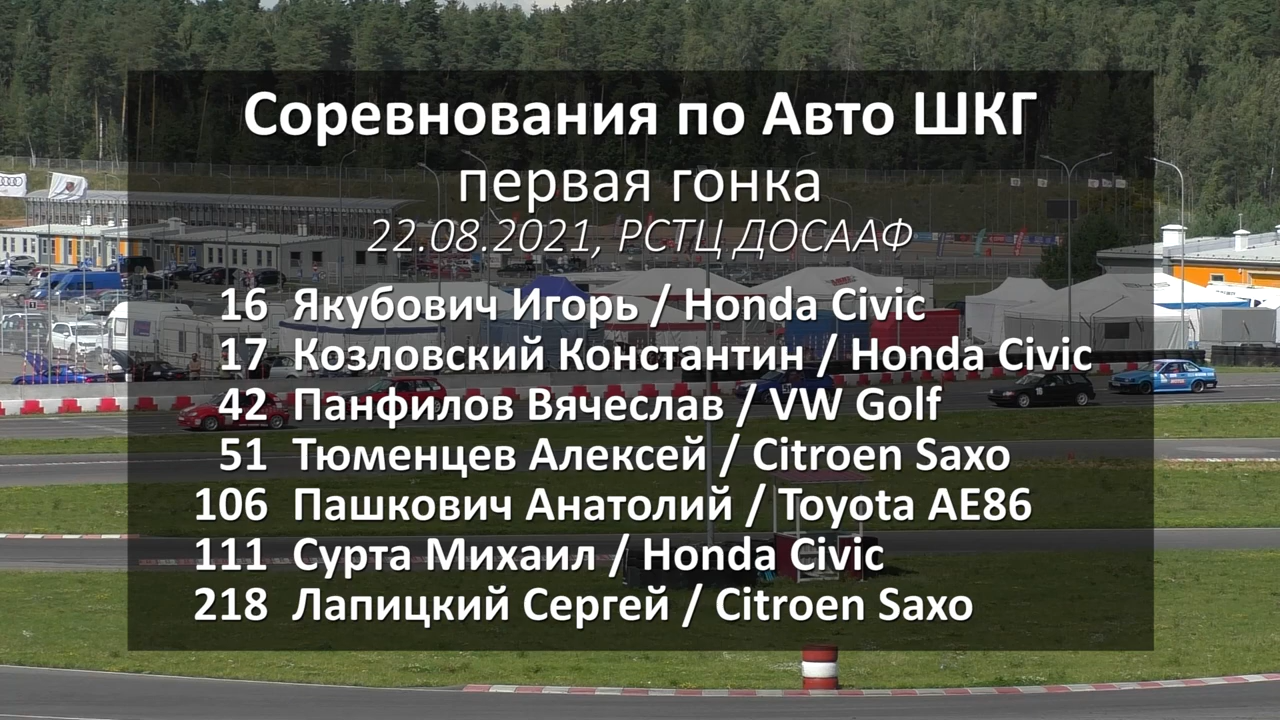 Соревнования по Авто ШКГ
первая гонка
22.08.2021, РСТЦ ДОСААФ
16 Якубович Игорь / Honda Civic
17 Козловский Константин / Honda Civic
42 Панфилов Вячеслав / VW Golf
51 Тюменцев Алексей / Citroen Saxo
106 Пашкович Анатолий / Toyota AE86
111 Сурта Михаил / Honda Civic
218 Лапицкий Сергей / Citroen Saxo